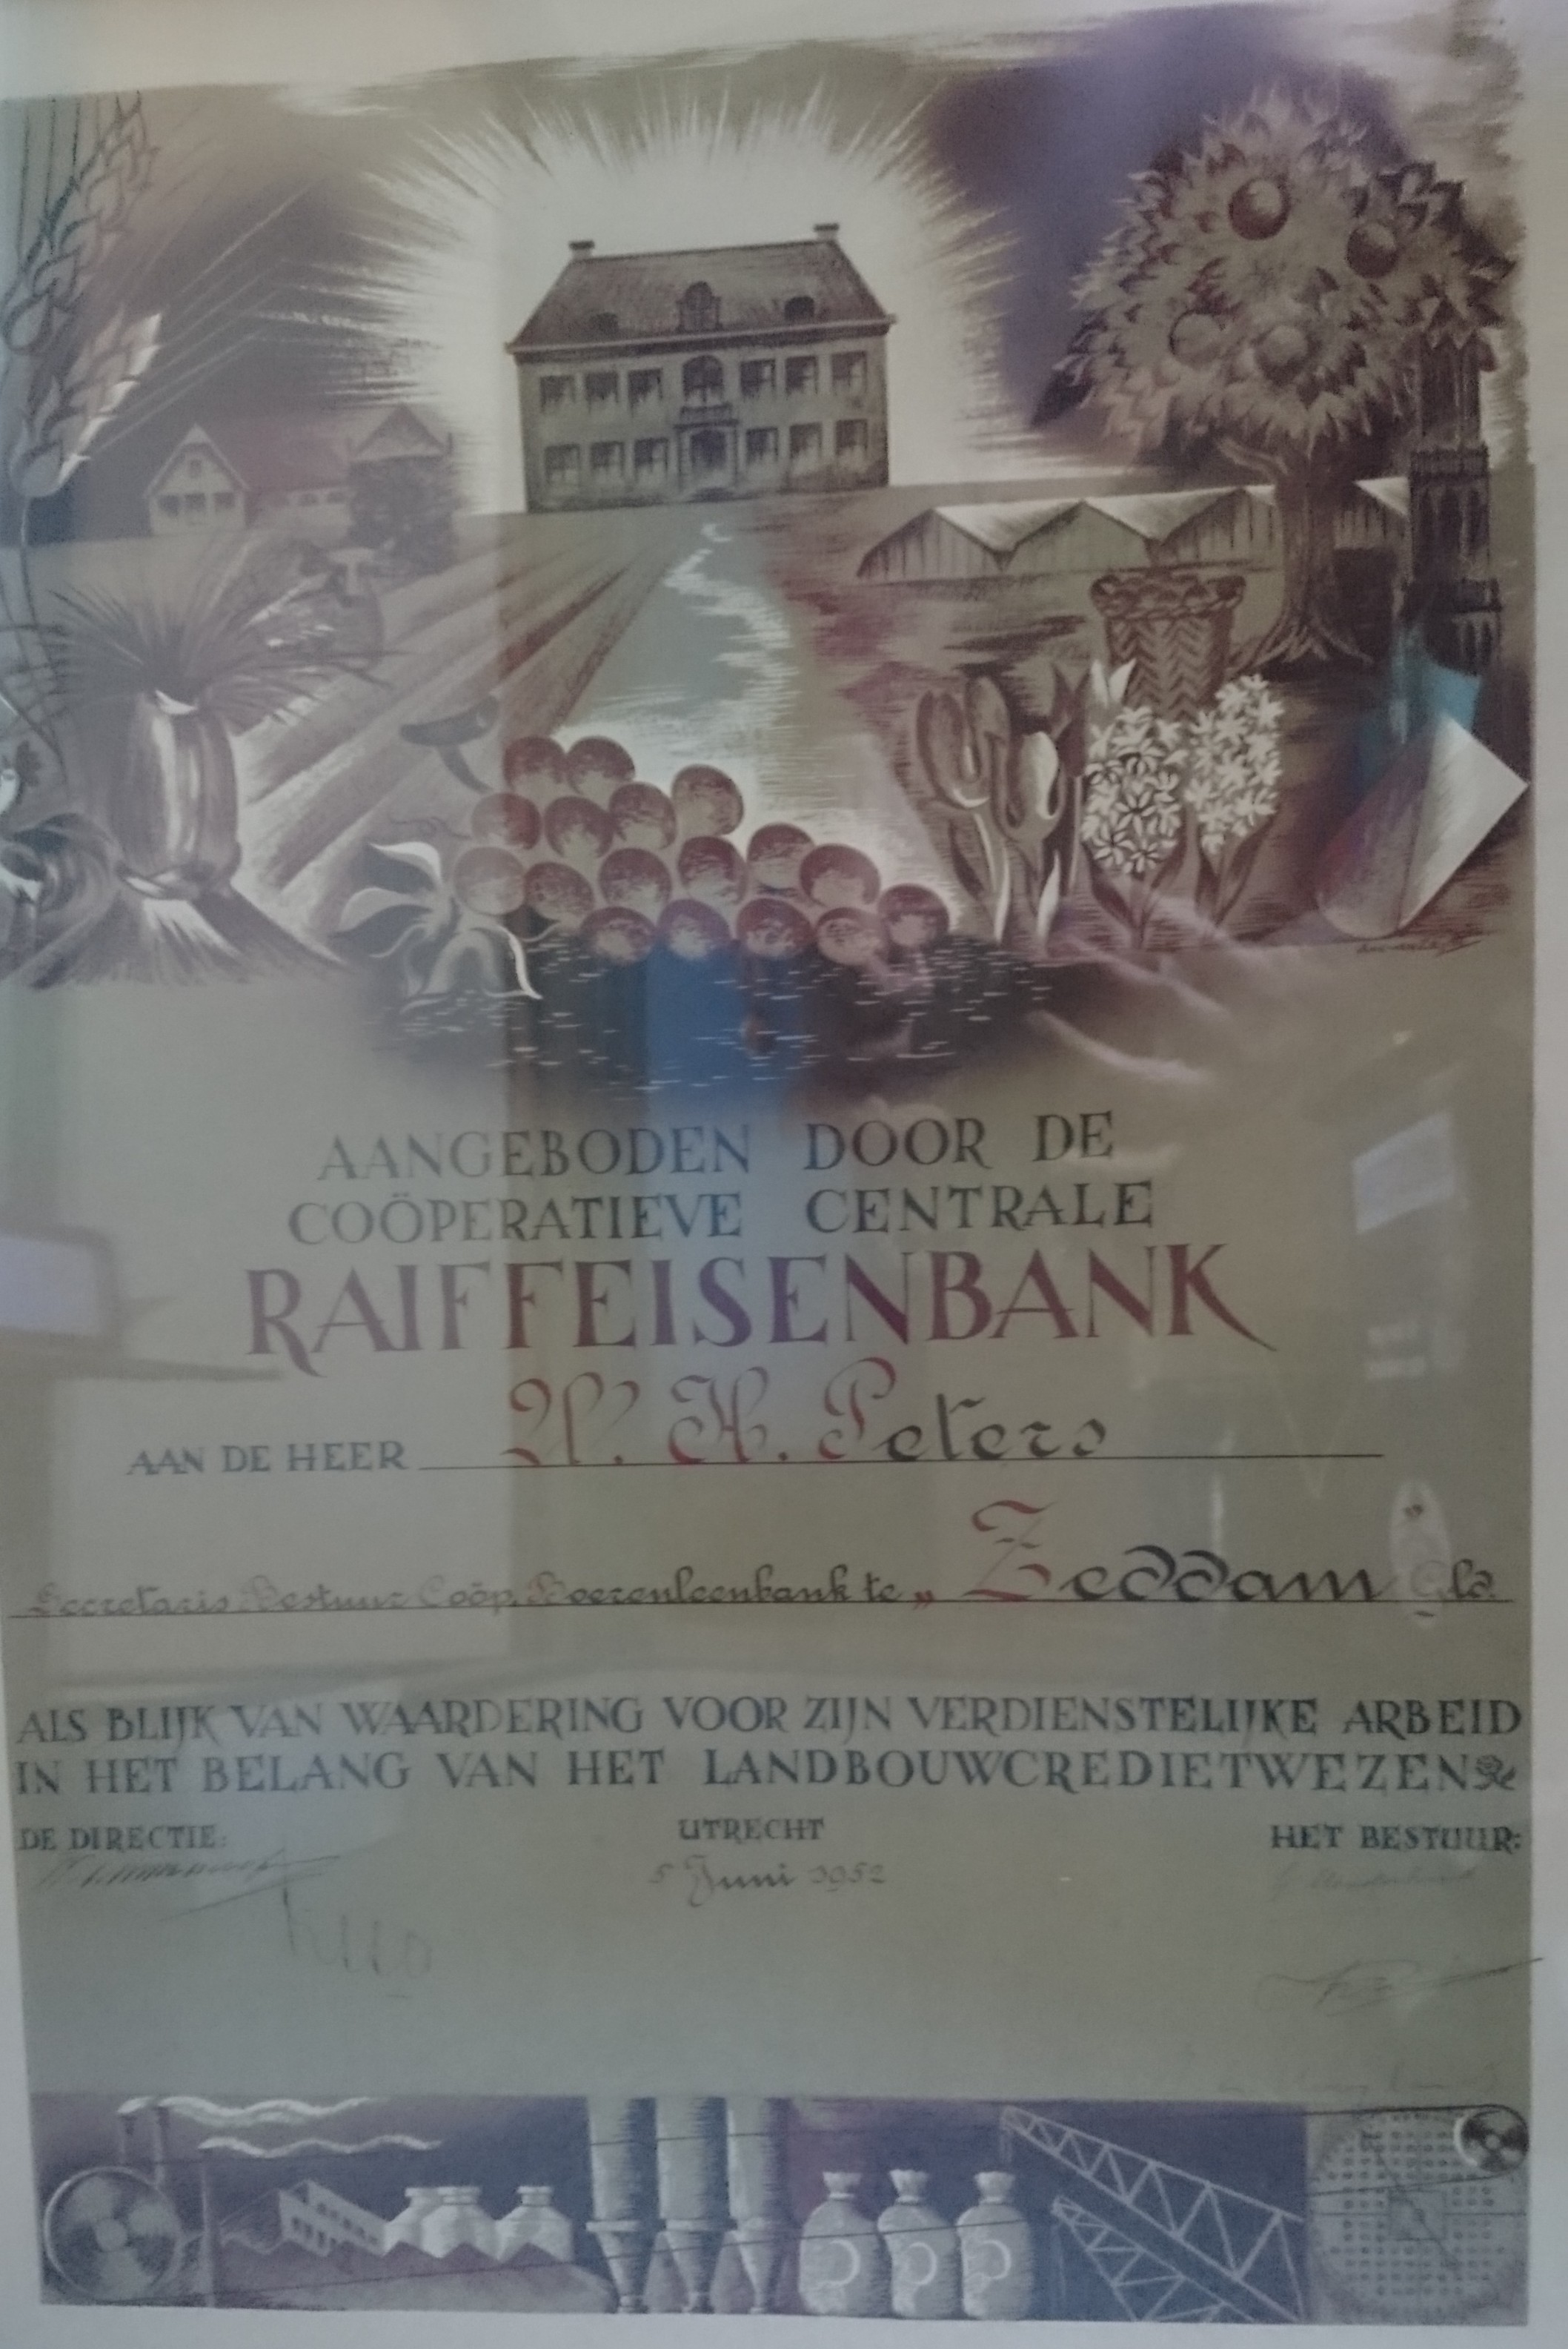 AANGEBODEN DOOR DE
COÖPERATIEVE CENTRALE
RAIFFEISENBANK
AAN DE HEER W. H. Peters
Secretaris Bestuur Coöp. Boerenleenbank te „ Zeddam ” Gld.
ALS BLIJK VAN WAARDERING VOOR ZIJN VERDIENSTELIJKE ARBEID
IN HET BELANG VAN HET LANDBOUWCREDIETWEZEN
DE DIRECTIE: UTRECHT HET BESTUUR:
5 Juni 1952
P P P